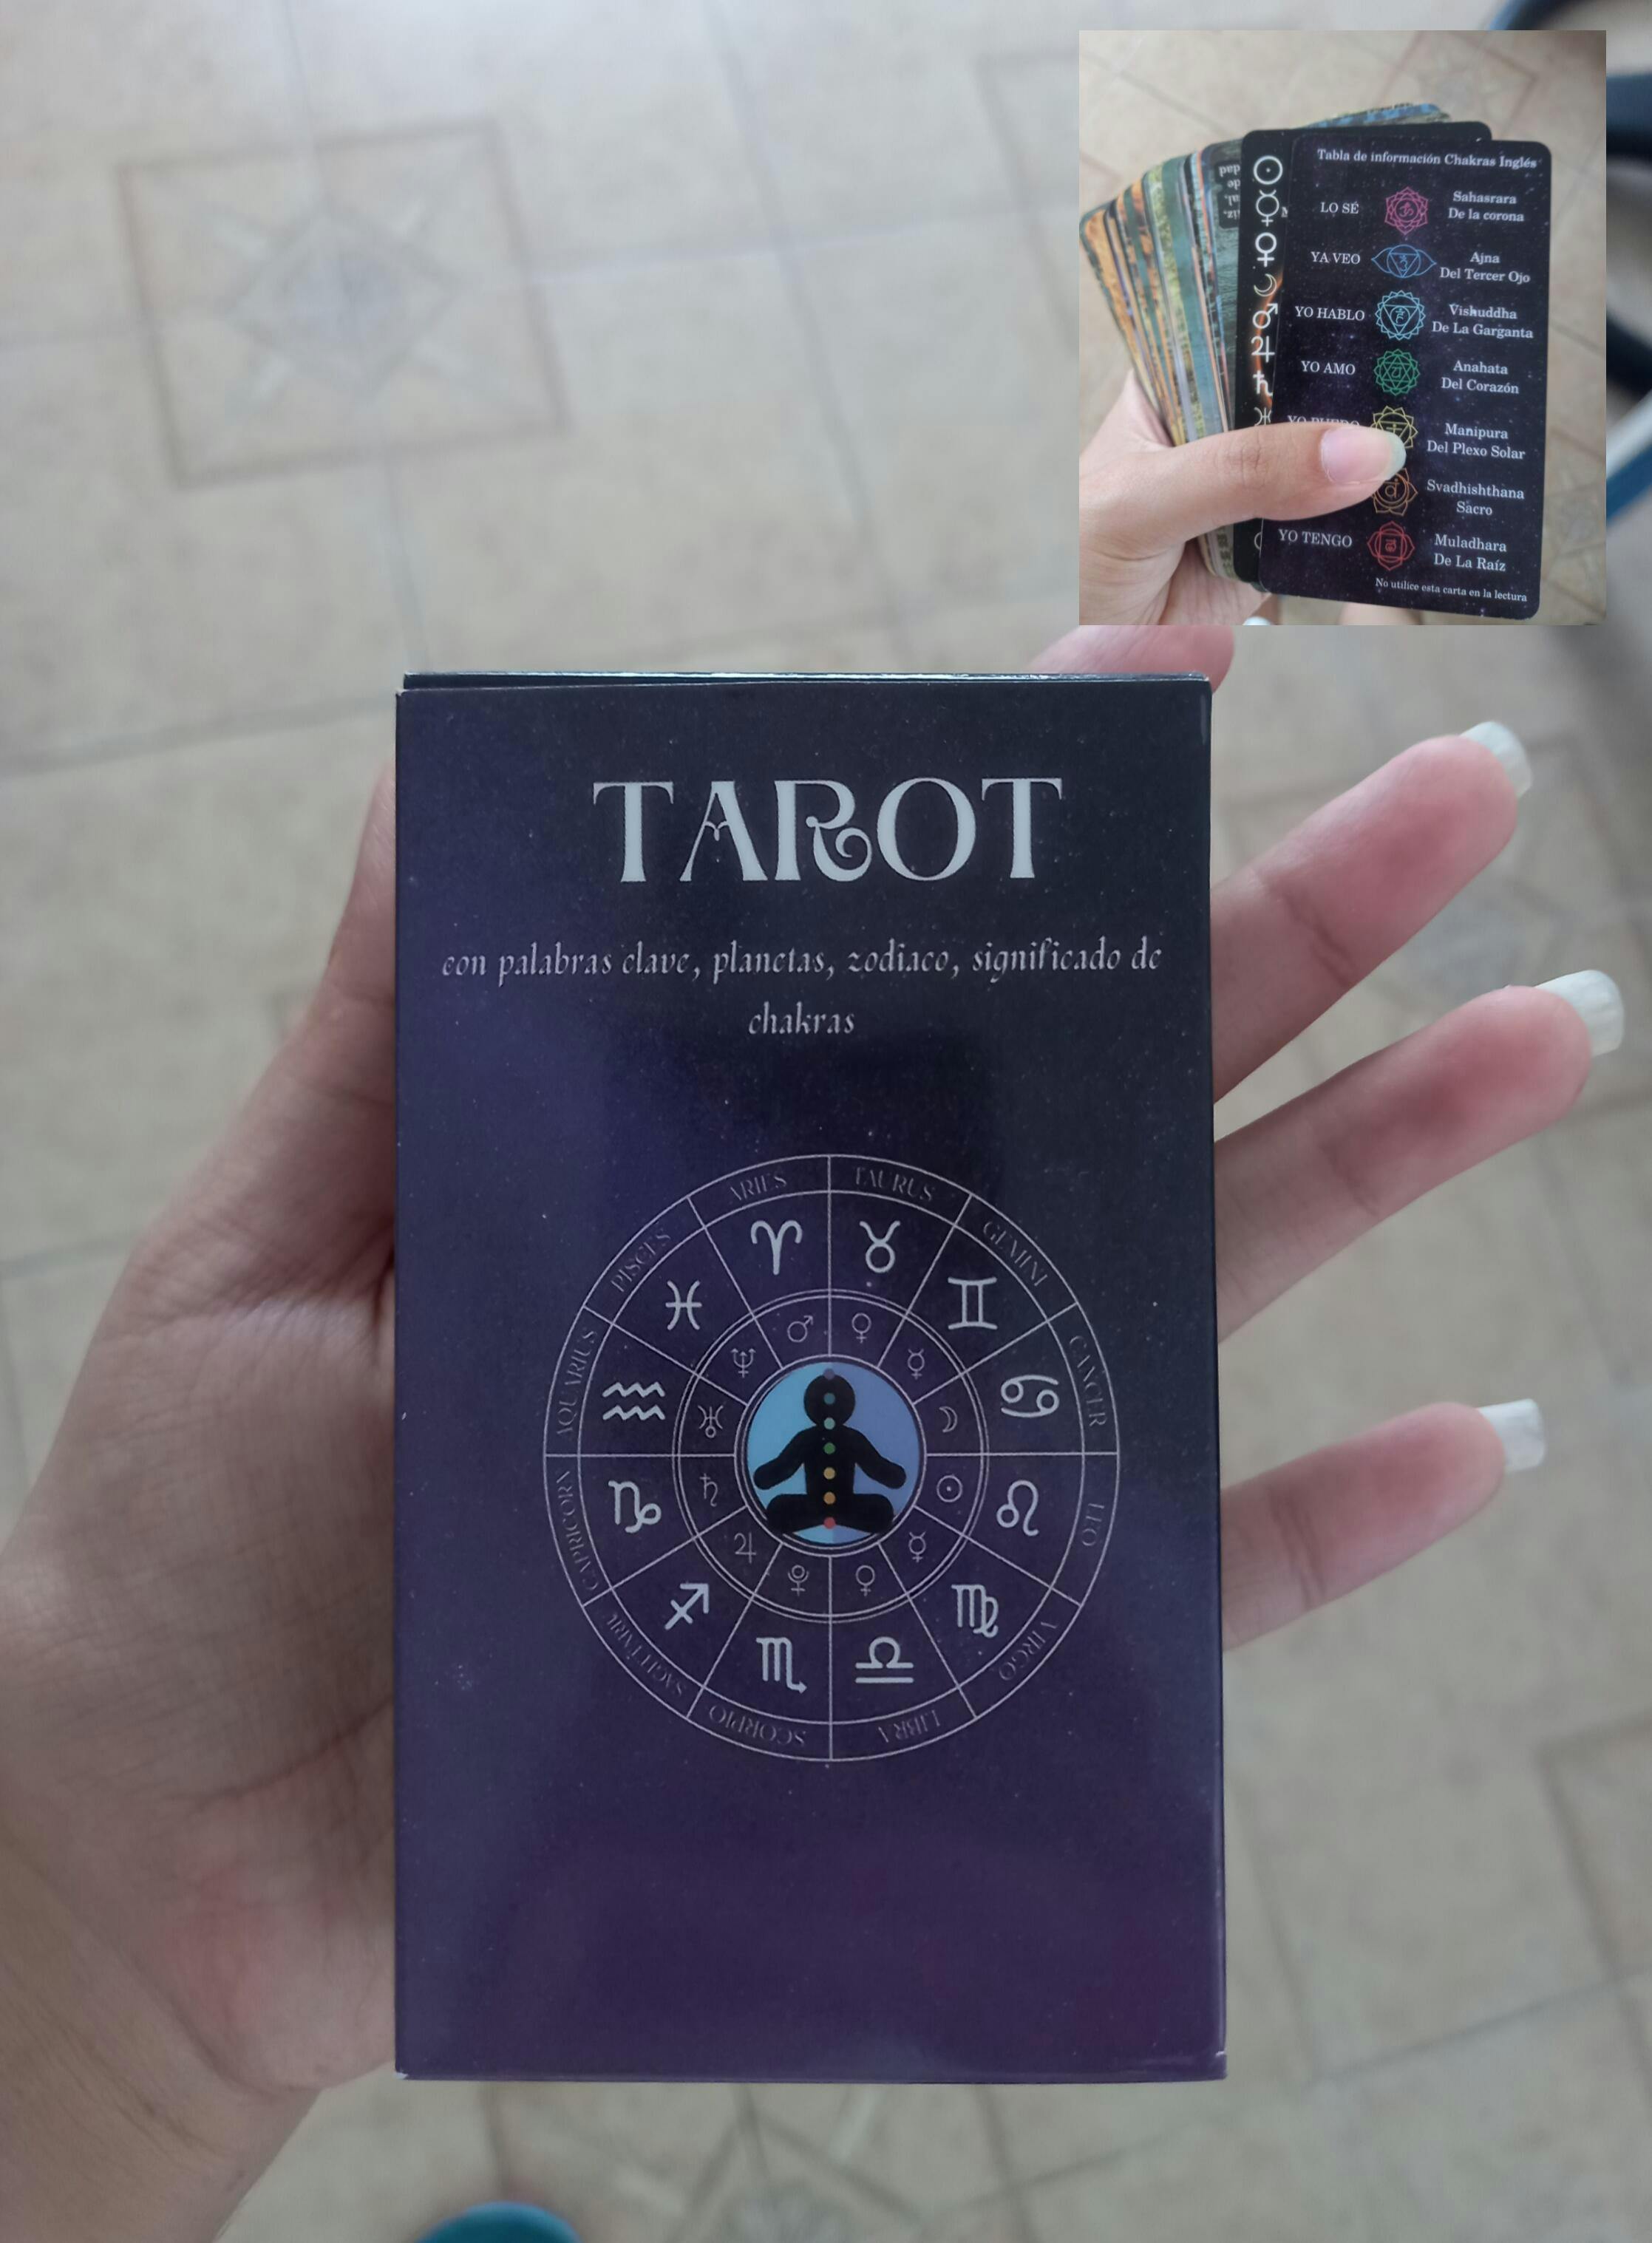 Tabla de información Chakras Inglés
LO SÉ
Sahasrara
De la corona
YA VEO
Ajna
Del Tercer Ojo
YO HABLO
Vishuddha
De La Garganta
YO AMO
Anahata
Del Corazón
Manipura
Del Plexo Solar
Svadhishthana
Sacro
YO TENGO
Muladhara
De La Raíz
No utilice esta carta en la lectura
TAROT
con palabras clave, planetas, zodiaco, significado de
chakras
ARIES
TAURUS
GEMINI
CANCER
LEO
VIRGO
LIBRA
SCORPIO
CAPRICORN
AQUARIUS
PISCES